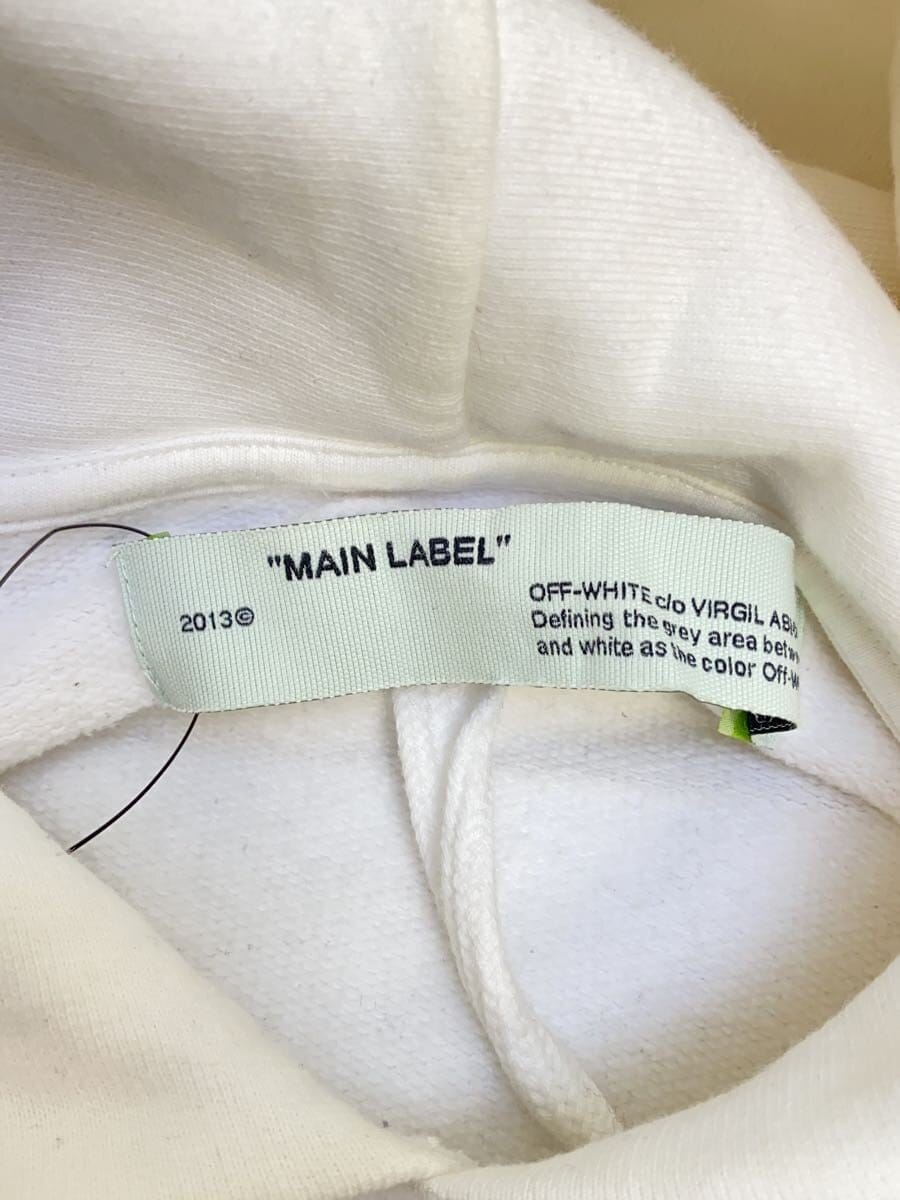 "MAIN LABEL"
2013©
OFF-WHITE c/o VIRGIL
Defining the grey area
and white as the color